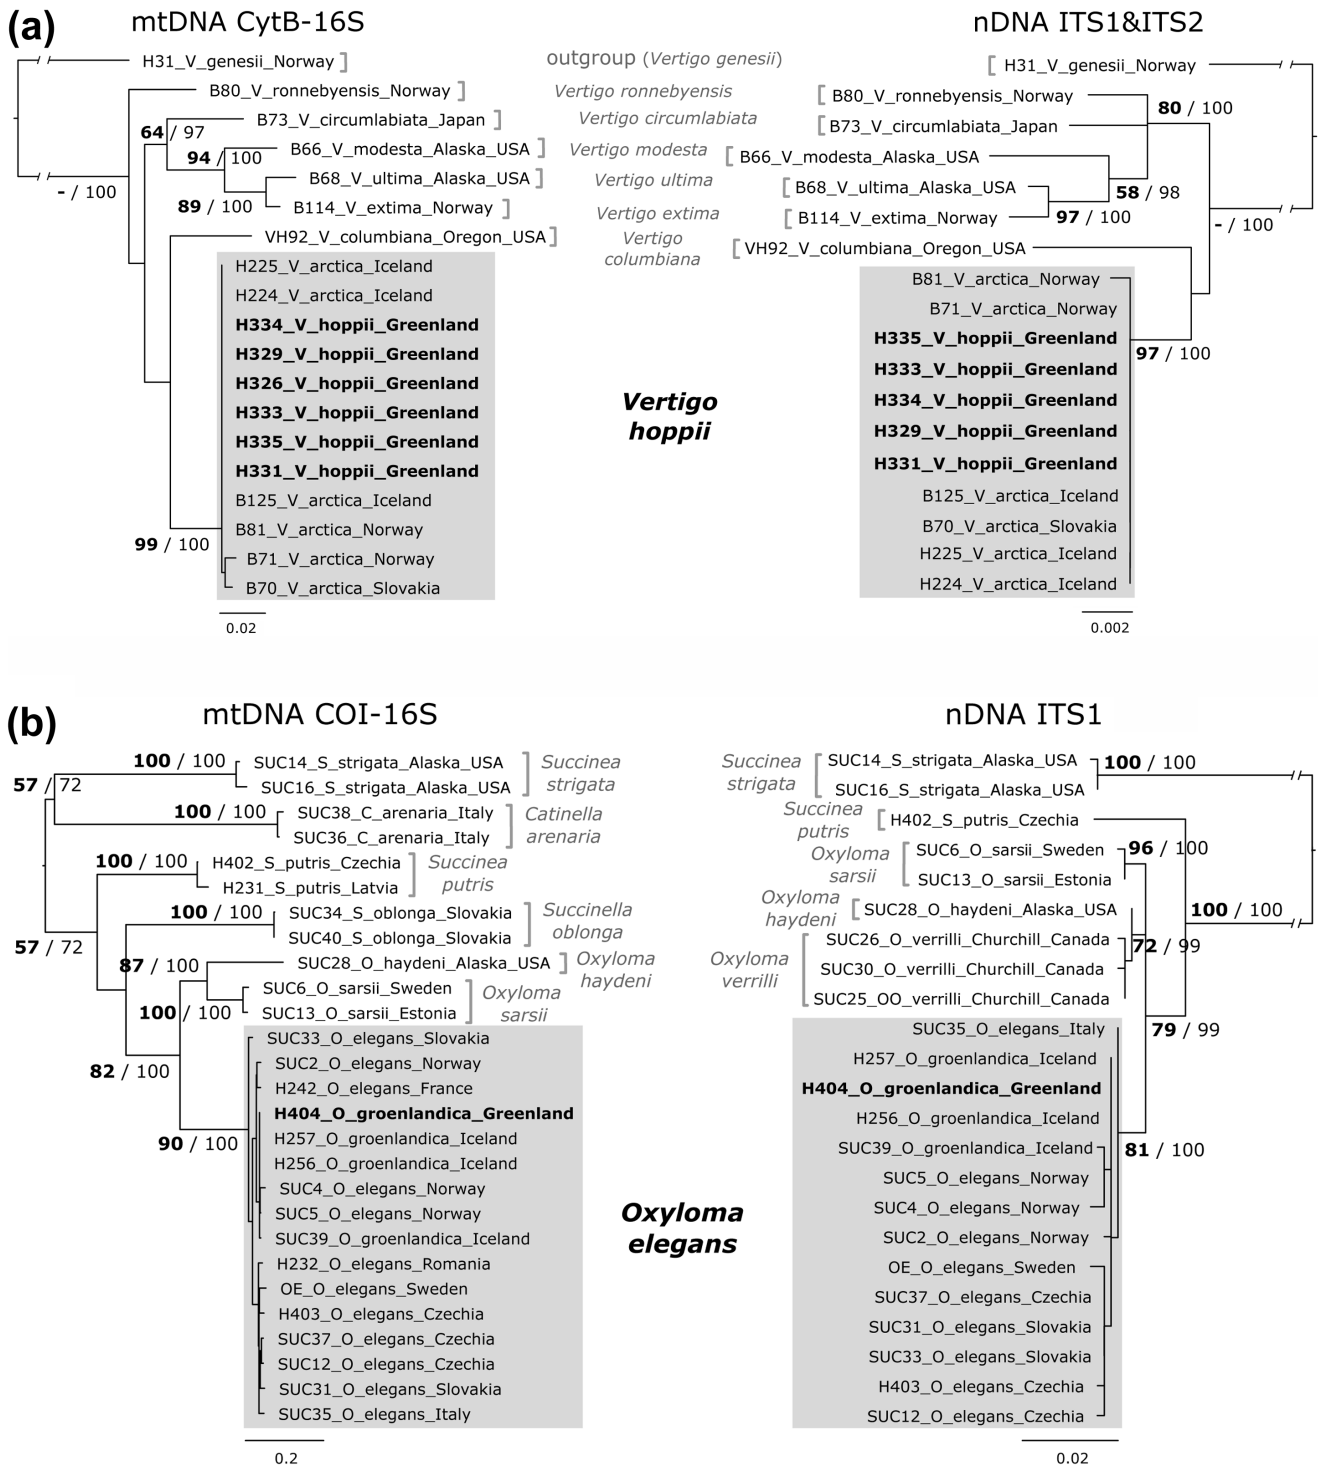 (a)
mtDNA CytB-16S
nDNA ITS1&ITS2
H31_V_genesii_Norway
outgroup (Vertigo genesii)
H31_V_genesii_Norway
B80_V_ronnebyensis_Norway
Vertigo ronnebyensis
B80_V_ronnebyensis_Norway
80 / 100
B73_V_circumlabiata_Japan
Vertigo circumlabiata
B73_V_circumlabiata_Japan
64 / 97
B66_V_modesta_Alaska_USA
Vertigo modesta
B66_V_modesta_Alaska_USA
94 / 100
B68_V_ultima_Alaska_USA
Vertigo ultima
B68_V_ultima_Alaska_USA
58 / 98
- / 100
89 / 100
B114_V_extima_Norway
Vertigo extima
B114_V_extima_Norway
97 / 100
- / 100
VH92_V_columbiana_Oregon_USA
Vertigo
columbiana
VH92_V_columbiana_Oregon_USA
H225_V_arctica_Iceland
H224_V_arctica_Iceland
H334_V_hoppii_Greenland
H329_V_hoppii_Greenland
H326_V_hoppii_Greenland
H333_V_hoppii_Greenland
H335_V_hoppii_Greenland
H331_V_hoppii_Greenland
B125_V_arctica_Iceland
B81_V_arctica_Norway
99 / 100
B71_V_arctica_Norway
B70_V_arctica_Slovakia
0.02
Vertigo
hoppii
B81_V_arctica_Norway
B71_V_arctica_Norway
H335_V_hoppii_Greenland
97 / 100
H333_V_hoppii_Greenland
H334_V_hoppii_Greenland
H329_V_hoppii_Greenland
H331_V_hoppii_Greenland
B125_V_arctica_Iceland
B70_V_arctica_Slovakia
H225_V_arctica_Iceland
H224_V_arctica_Iceland
0.002
(b)
mtDNA COI-16S
nDNA ITS1
100 / 100
SUC14_S_strigata_Alaska_USA
SUC16_S_strigata_Alaska_USA
Succinea
strigata
57 / 72
100 / 100
SUC38_C_arenaria_Italy
SUC36_C_arenaria_Italy
Catinella
arenaria
100 / 100
H402_S_putris_Czechia
H231_S_putris_Latvia
Succinea
putris
100 / 100
SUC34_S_oblonga_Slovakia
SUC40_S_oblonga_Slovakia
Succinella
oblonga
57 / 72
87 / 100
SUC28_O_haydeni_Alaska_USA
Oxyloma
haydeni
SUC6_O_sarsii_Sweden
SUC13_O_sarsii_Estonia
Oxyloma
sarsii
100 / 100
SUC33_O_elegans_Slovakia
SUC2_O_elegans_Norway
82 / 100
H242_O_elegans_France
H404_O_groenlandica_Greenland
H257_O_groenlandica_Iceland
90 / 100
H256_O_groenlandica_Iceland
SUC4_O_elegans_Norway
SUC5_O_elegans_Norway
SUC39_O_groenlandica_Iceland
H232_O_elegans_Romania
OE_O_elegans_Sweden
H403_O_elegans_Czechia
SUC37_O_elegans_Czechia
SUC12_O_elegans_Czechia
SUC31_O_elegans_Slovakia
SUC35_O_elegans_Italy
0.2
Oxyloma
elegans
Succinea
strigata
SUC14_S_strigata_Alaska_USA
SUC16_S_strigata_Alaska_USA
100 / 100
Succinea
putris
H402_S_putris_Czechia
Oxyloma
sarsii
SUC6_O_sarsii_Sweden
SUC13_O_sarsii_Estonia
96 / 100
Oxyloma
haydeni
SUC28_O_haydeni_Alaska_USA
100 / 100
Oxyloma
verrilli
SUC26_O_verrilli_Churchill_Canada
SUC30_O_verrilli_Churchill_Canada
SUC25_OO_verrilli_Churchill_Canada
72 / 99
79 / 99
SUC35_O_elegans_Italy
H257_O_groenlandica_Iceland
H404_O_groenlandica_Greenland
H256_O_groenlandica_Iceland
SUC39_O_groenlandica_Iceland
81 / 100
SUC5_O_elegans_Norway
SUC4_O_elegans_Norway
SUC2_O_elegans_Norway
OE_O_elegans_Sweden
SUC37_O_elegans_Czechia
SUC31_O_elegans_Slovakia
SUC33_O_elegans_Slovakia
H403_O_elegans_Czechia
SUC12_O_elegans_Czechia
0.02